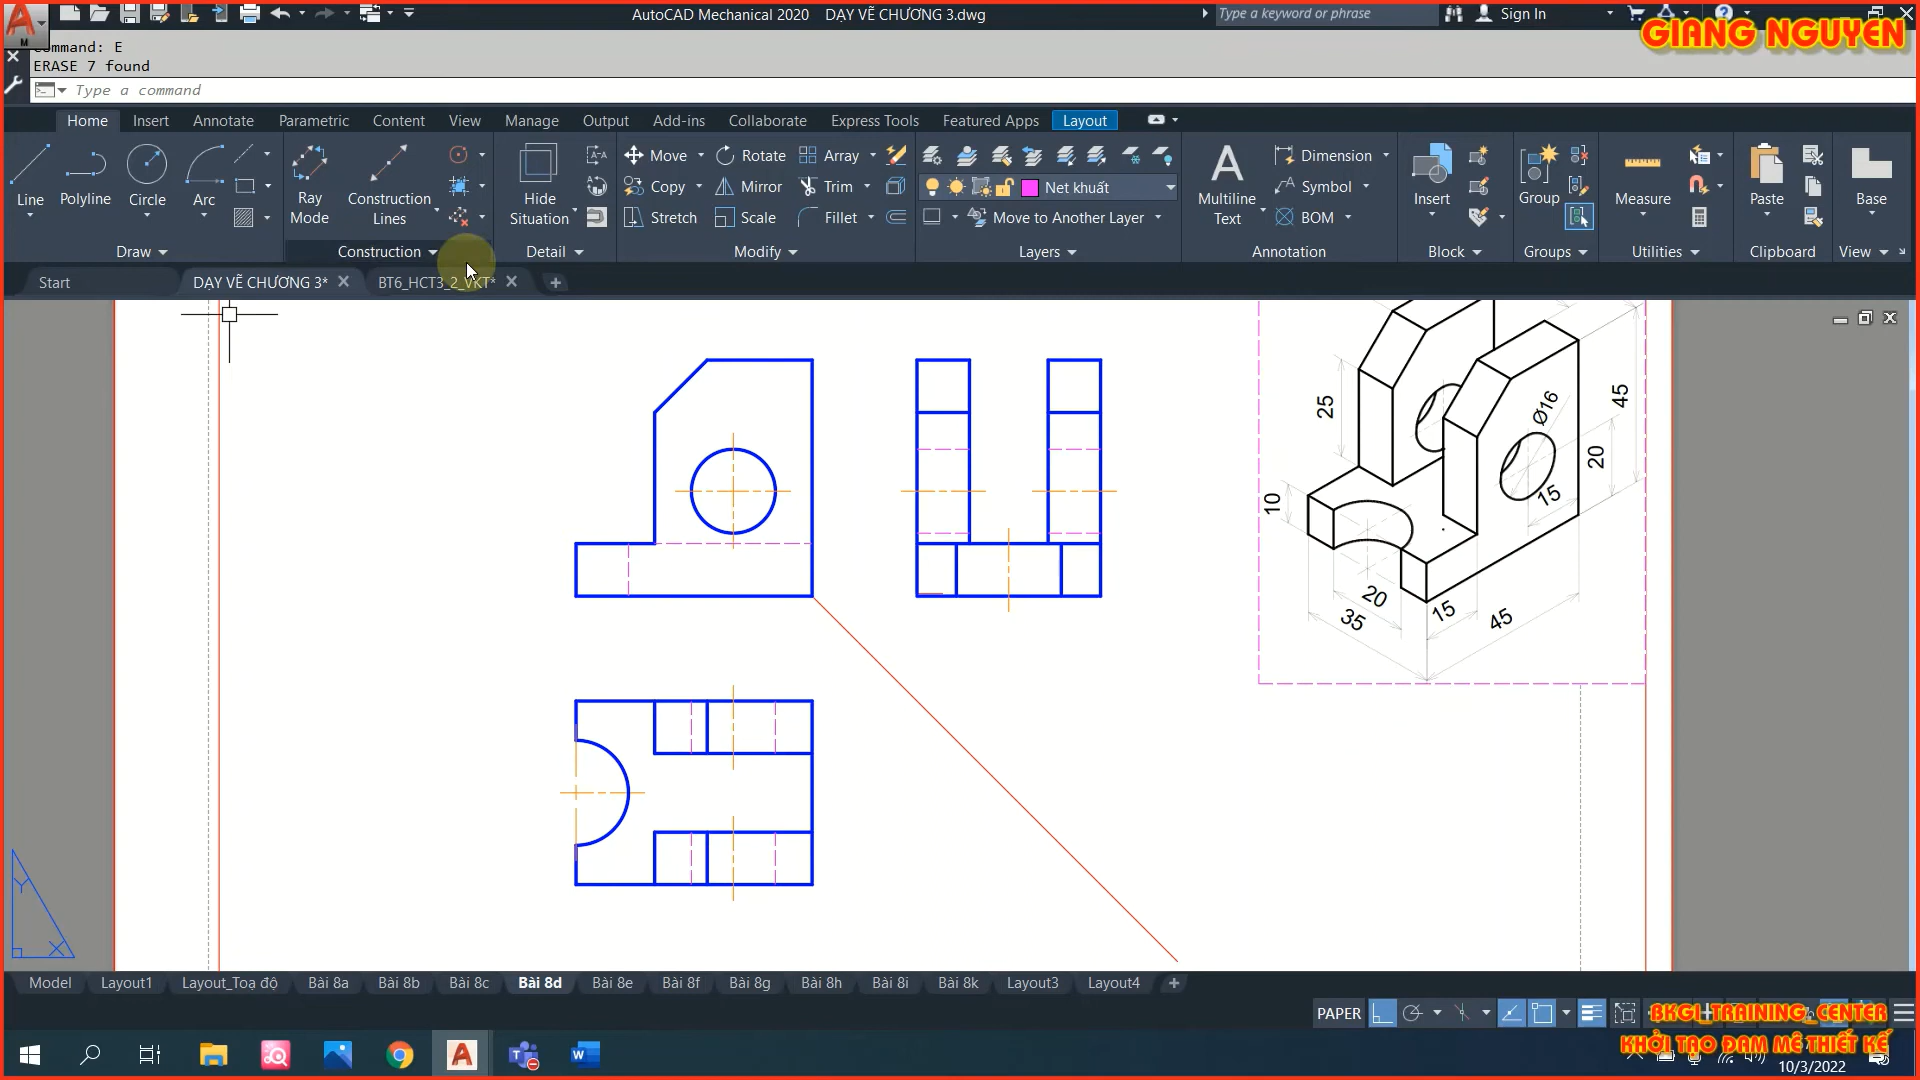 AutoCAD Mechanical 2020 DẠY VẼ CHƯƠNG 3.dwg
Type a keyword or phrase
Sign In
GIANG NGUYEN
Command: E
ERASE 7 found
Type a command
Home Insert Annotate Parametric Content View Manage Output Add-ins Collaborate Express Tools Featured Apps Layout
Line
Polyline
Circle
Arc
Draw
Ray
Mode
Construction
Lines
Construction
Hide
Situation
Detail
Move Rotate Array
Copy Mirror Trim
Stretch Scale Fillet
Modify
Net khuất
Move to Another Layer
Layers
Multiline
Text
Dimension
Symbol
BOM
Annotation
Insert
Block
Group
Groups
Measure
Utilities
Paste
Clipboard
Base
View
Start DẠY VẼ CHƯƠNG 3* BT6_HCT3_2_VKT*
25
45
Ø16
20
15
10
20
35
15
45
Y
X
Model Layout1 Layout_Toạ độ Bài 8a Bài 8b Bài 8c Bài 8d Bài 8e Bài 8f Bài 8g Bài 8h Bài 8i Bài 8k Layout3 Layout4
PAPER
BKGI_TRAINING_CENTER
KHỞI TẠO ĐAM MÊ THIẾT KẾ
10/3/2022